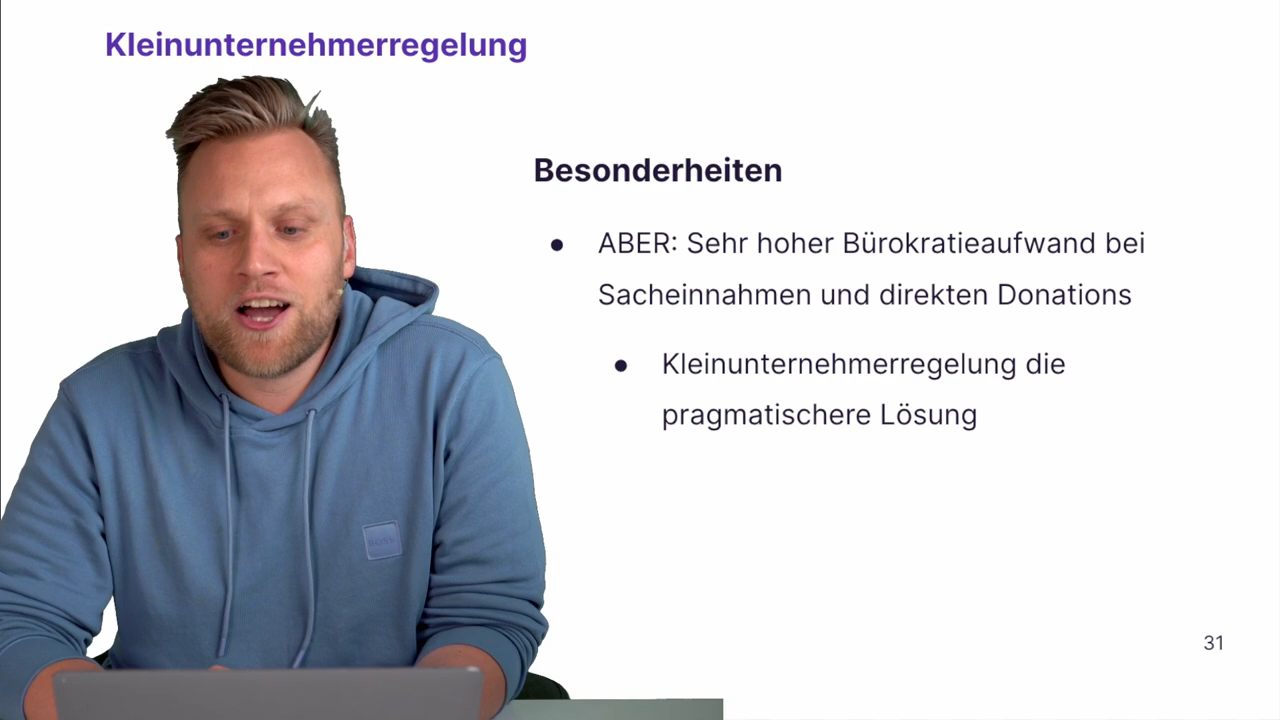 Kleinunternehmerregelung
Besonderheiten
● ABER: Sehr hoher Bürokratieaufwand bei
Sacheinnahmen und direkten Donations
● Kleinunternehmerregelung die
pragmatischere Lösung
31